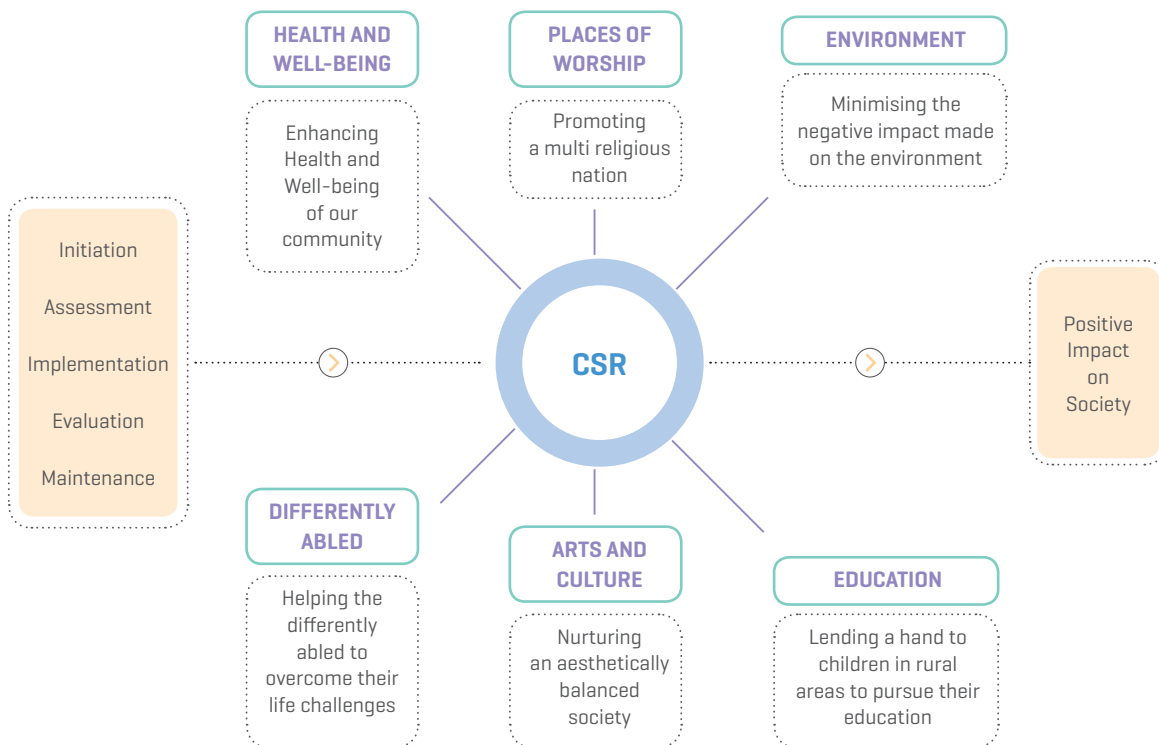 HEALTH AND
WELL-BEING
Enhancing
Health and
Well-being
of our
community
PLACES OF
WORSHIP
Promoting
a multi religious
nation
ENVIRONMENT
Minimising the
negative impact made
on the environment
Initiation
Assessment
Implementation
Evaluation
Maintenance
CSR
Positive
Impact
on
Society
DIFFERENTLY
ABLED
Helping the
differently
abled to
overcome their
life challenges
ARTS AND
CULTURE
Nurturing
an aesthetically
balanced
society
EDUCATION
Lending a hand to
children in rural
areas to pursue their
education